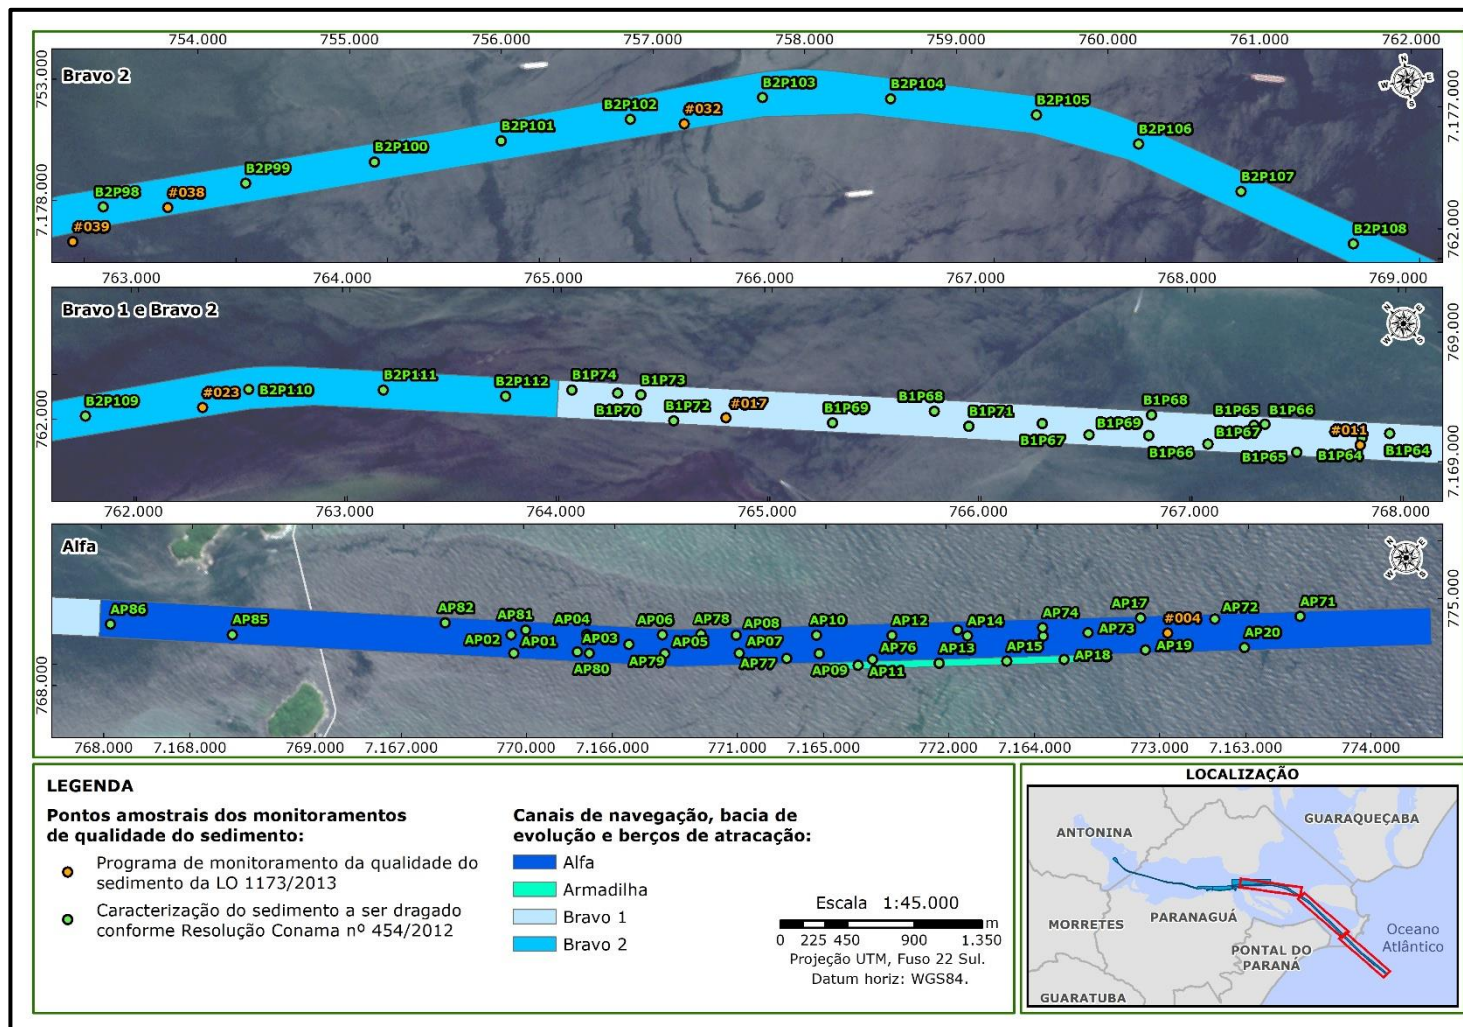 754.000 755.000 756.000 757.000 758.000 759.000 760.000 761.000 762.000
Bravo 2
753.000
7.178.000
7.177.000
762.000
N E S W
B2P98
#039
#038
B2P99
B2P100
B2P101
B2P102
#032
B2P103
B2P104
B2P105
B2P106
B2P107
B2P108
763.000 764.000 765.000 766.000 767.000 768.000 769.000
Bravo 1 e Bravo 2
762.000
769.000
7.169.000
N E S W
B2P109
#023
B2P110
B2P111
B2P112
B1P74
B1P70
B1P73
B1P72
#017
B1P69
B1P68
B1P71
B1P67
B1P69
B1P68
B1P66
B1P67
B1P65
B1P66
B1P65
#011
B1P64
B1P64
762.000 763.000 764.000 765.000 766.000 767.000 768.000
Alfa
768.000
775.000
N E S W
AP86
AP85
AP82
AP81
AP02
AP01
AP04
AP03
AP80
AP06
AP79
AP05
AP78
AP08
AP07
AP77
AP10
AP09
AP12
AP76
AP11
AP14
AP13
AP74
AP15
AP73
AP18
AP17
#004
AP19
AP72
AP20
AP71
768.000 7.168.000 769.000 7.167.000 770.000 7.166.000 771.000 7.165.000 772.000 7.164.000 773.000 7.163.000 774.000
LEGENDA
Pontos amostrais dos monitoramentos
de qualidade do sedimento:
Programa de monitoramento da qualidade do
sedimento da LO 1173/2013
Caracterização do sedimento a ser dragado
conforme Resolução Conama nº 454/2012
Canais de navegação, bacia de
evolução e berços de atracação:
Alfa
Armadilha
Bravo 1
Bravo 2
Escala 1:45.000
m
0 225 450 900 1.350
Projeção UTM, Fuso 22 Sul.
Datum horiz: WGS84.
LOCALIZAÇÃO
ANTONINA
GUARAQUEÇABA
MORRETES
PARANAGUÁ
PONTAL DO
PARANÁ
Oceano
Atlântico
GUARATUBA